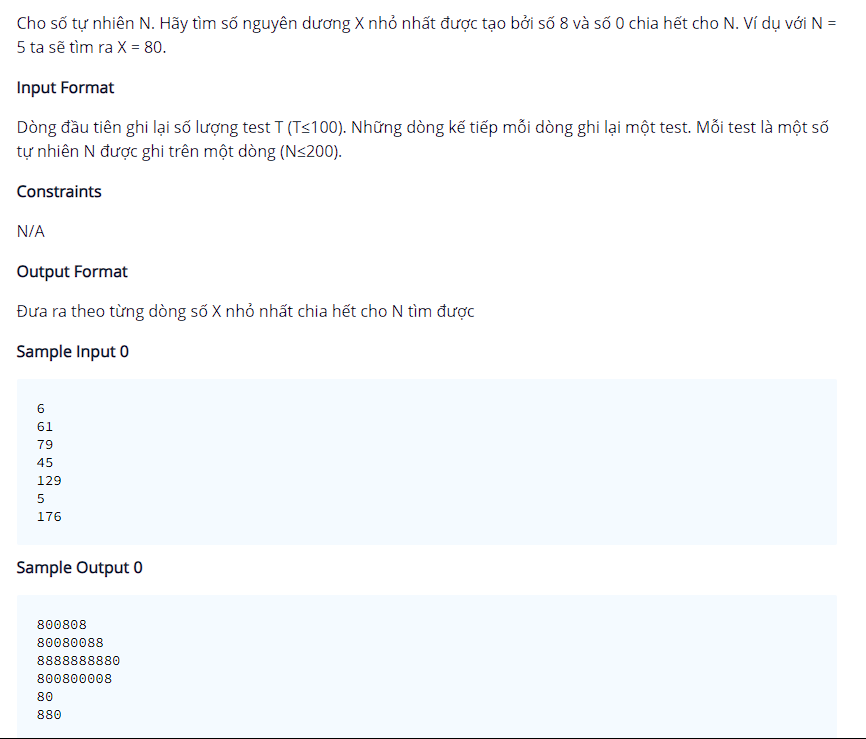 Cho số tự nhiên N. Hãy tìm số nguyên dương X nhỏ nhất được tạo bởi số 8 và số 0 chia hết cho N. Ví dụ với N =
5 ta sẽ tìm ra X = 80.
Input Format
Dòng đầu tiên ghi lại số lượng test T (T≤100). Những dòng kế tiếp mỗi dòng ghi lại một test. Mỗi test là một số
tự nhiên N được ghi trên một dòng (N≤200).
Constraints
N/A
Output Format
Đưa ra theo từng dòng số X nhỏ nhất chia hết cho N tìm được
Sample Input 0
6
61
79
45
129
5
176
Sample Output 0
800808
80080088
8888888880
800800008
80
880